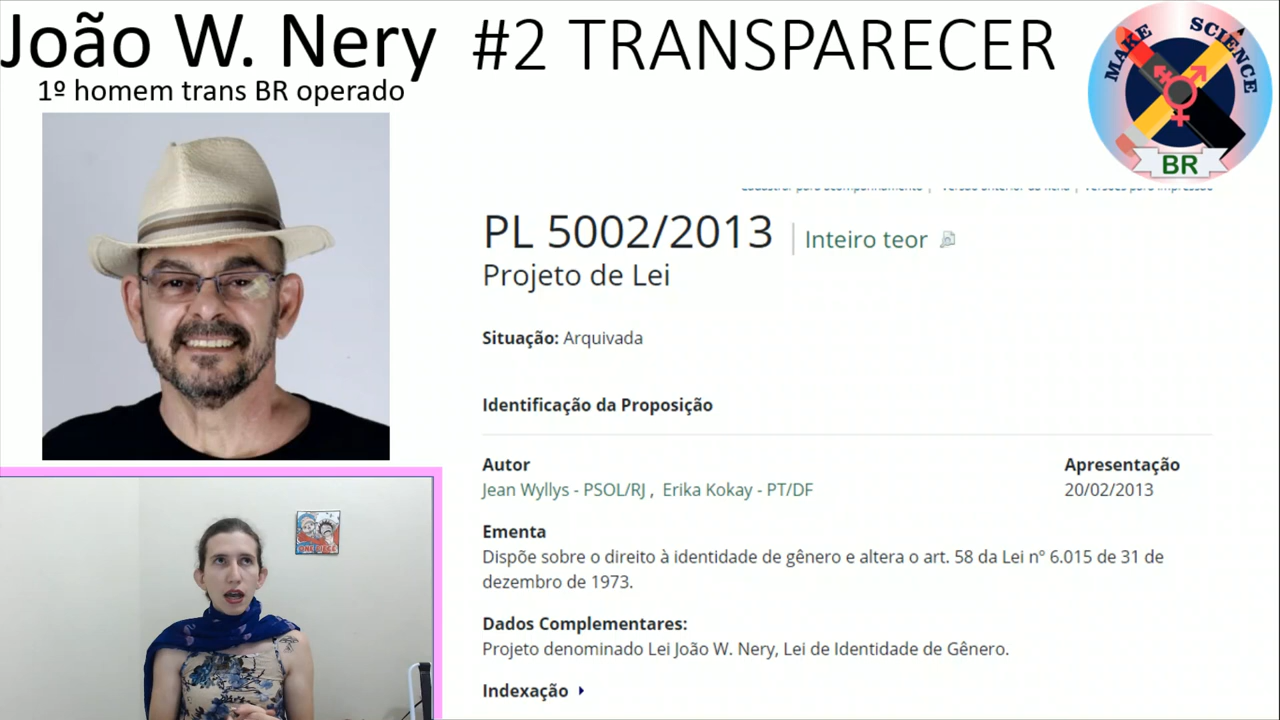 João W. Nery #2 TRANSPARECER
1º homem trans BR operado
MAKE SCIENCE
BR
PL 5002/2013 | Inteiro teor
Projeto de Lei
Situação: Arquivada
Identificação da Proposição
Autor
Apresentação
Jean Wyllys - PSOL/RJ , Erika Kokay - PT/DF
20/02/2013
Ementa
Dispõe sobre o direito à identidade de gênero e altera o art. 58 da Lei nº 6.015 de 31 de
dezembro de 1973.
Dados Complementares:
Projeto denominado Lei João W. Nery, Lei de Identidade de Gênero.
Indexação
ONE PIECE